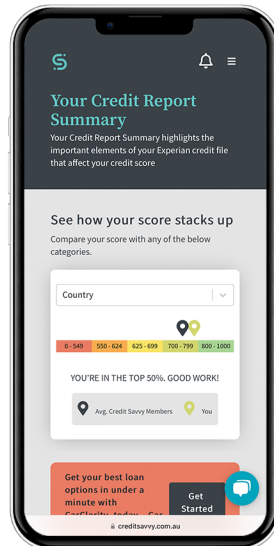 Your Credit Report
Summary
Your Credit Report Summary highlights the
important elements of your Experian credit file
that affect your credit score
See how your score stacks up
Compare your score with any of the below
categories.
Country
0 - 549 550 - 624 625 - 699 700 - 799 800 - 1000
YOU'RE IN THE TOP 50%. GOOD WORK!
Avg. Credit Savvy Members You
Get your best loan
options in under a
minute with
CarClarity today. Car
Get
Started
creditsavvy.com.au